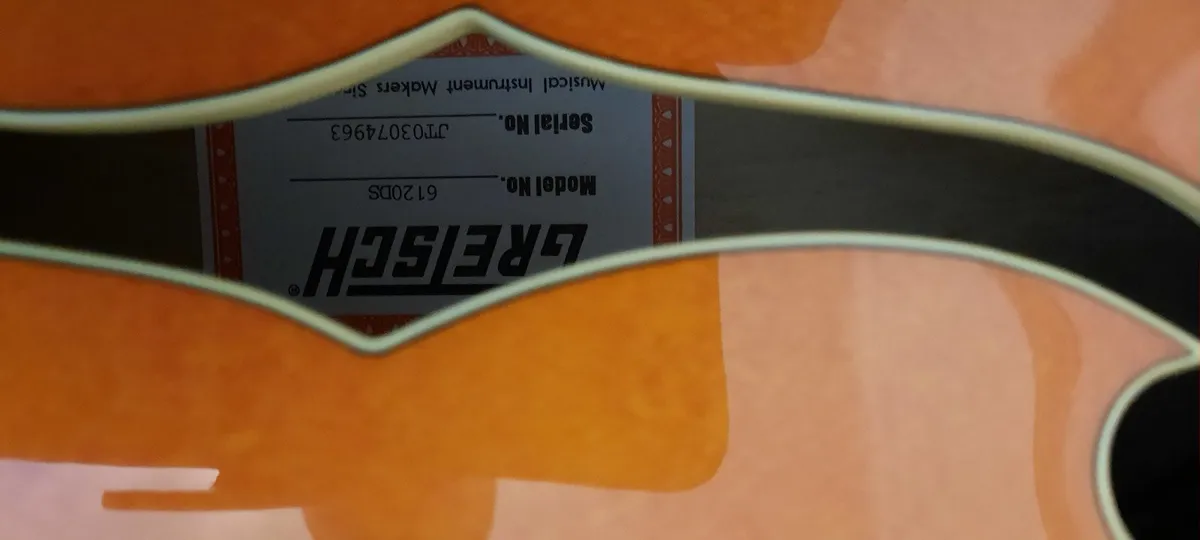 GRETSCH®
Model No. 6120DS
Serial No. JT03074963
Musical Instrument Makers